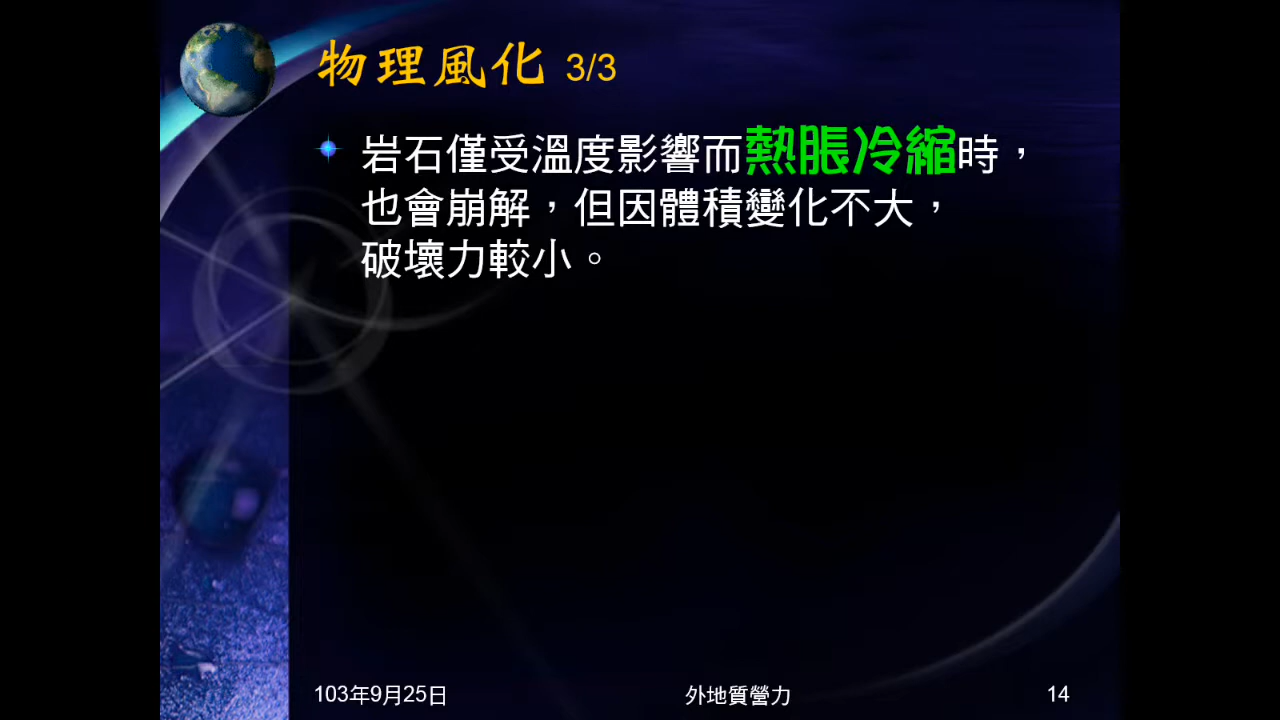 物理風化 3/3
岩石僅受溫度影響而熱脹冷縮時，
也會崩解，但因體積變化不大，
破壞力較小。
103年9月25日 外地質營力 14